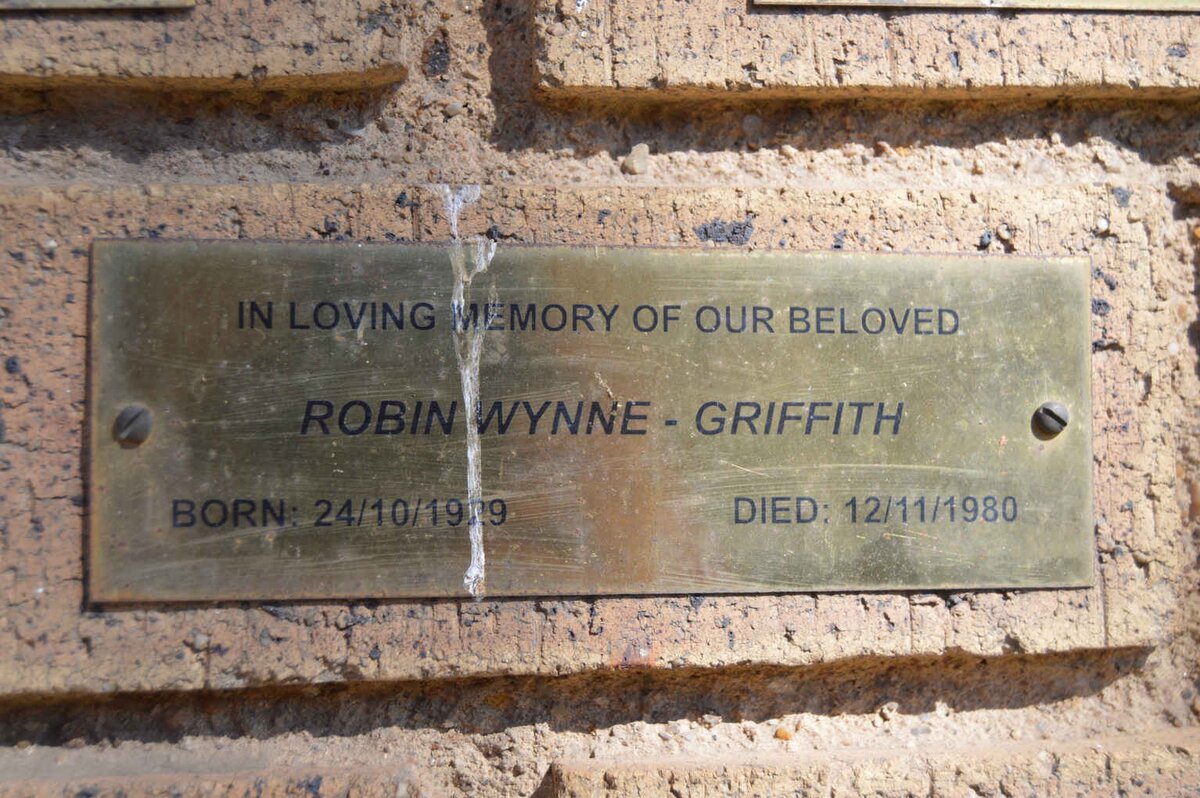 IN LOVING MEMORY OF OUR BELOVED
ROBIN WYNNE - GRIFFITH
BORN: 24/10/1929 DIED: 12/11/1980